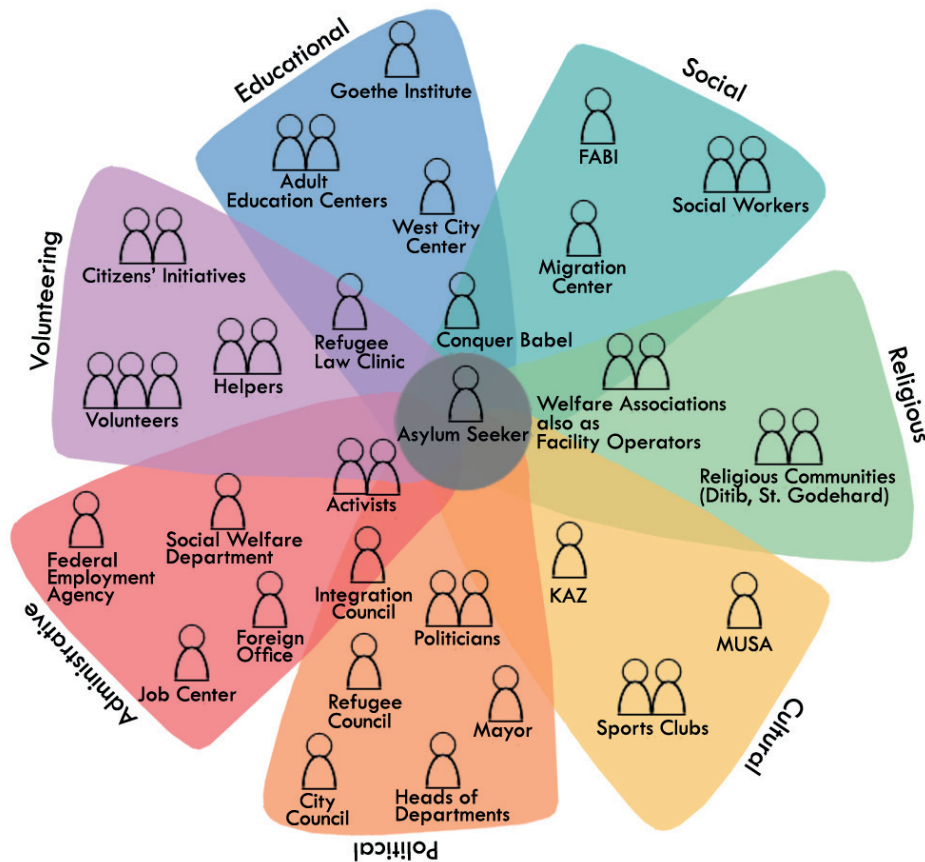 Educational
Goethe Institute
Adult
Education Centers
West City
Center
Social
FABI
Social Workers
Migration
Center
Conquer Babel
Volunteering
Citizens' Initiatives
Volunteers
Helpers
Refugee
Law Clinic
Asylum Seeker
Religious
Welfare Associations
also as
Facility Operators
Religious Communities
(Ditib, St. Godehard)
Activists
Administrative
Federal
Employment
Agency
Social Welfare
Department
Foreign
Office
Job Center
Integration
Council
Political
Politicians
Refugee
Council
Mayor
City
Council
Heads of
Departments
Cultural
KAZ
MUSA
Sports Clubs